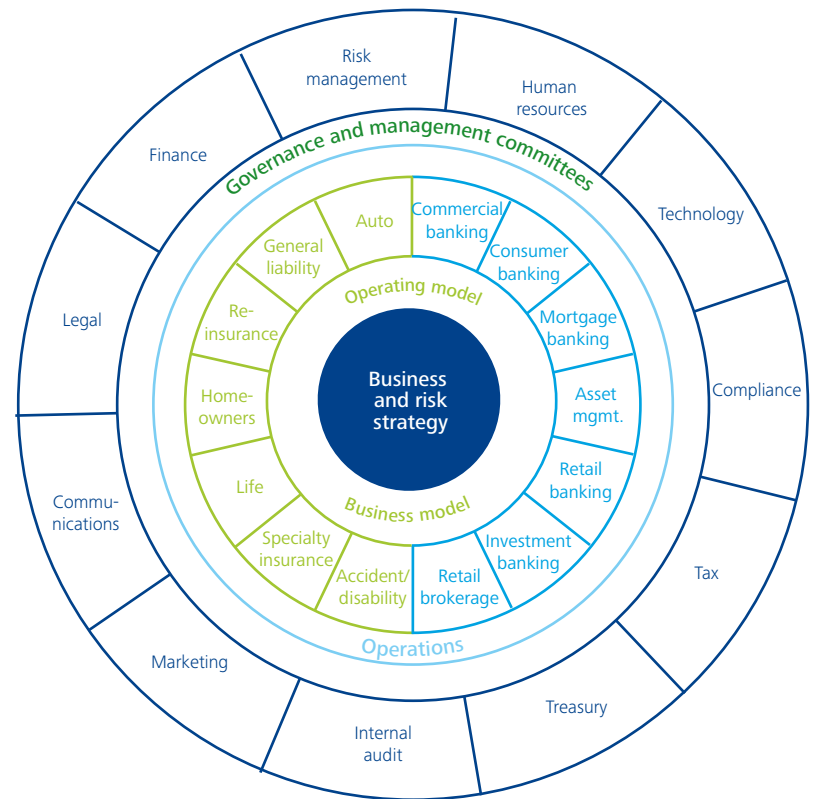 Risk
management
Human
resources
Technology
Compliance
Tax
Treasury
Internal
audit
Marketing
Commu-
nications
Legal
Finance
Governance and management committees
Operations
Auto
General
liability
Re-
insurance
Home-
owners
Life
Specialty
insurance
Accident/
disability
Commercial
banking
Consumer
banking
Mortgage
banking
Asset
mgmt.
Retail
banking
Investment
banking
Retail
brokerage
Operating model
Business
and risk
strategy
Business model